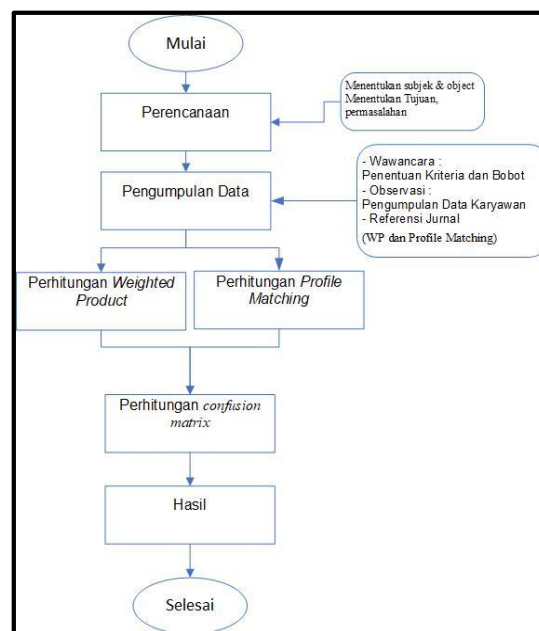 Mulai
Perencanaan
Menentukan subjek & object
Menentukan Tujuan,
permasalahan
Pengumpulan Data
- Wawancara :
Penentuan Kriteria dan Bobot
- Observasi :
Pengumpulan Data Karyawan
- Referensi Jurnal
(WP dan Profile Matching)
Perhitungan Weighted
Product
Perhitungan Profile
Matching
Perhitungan confusion
matrix
Hasil
Selesai